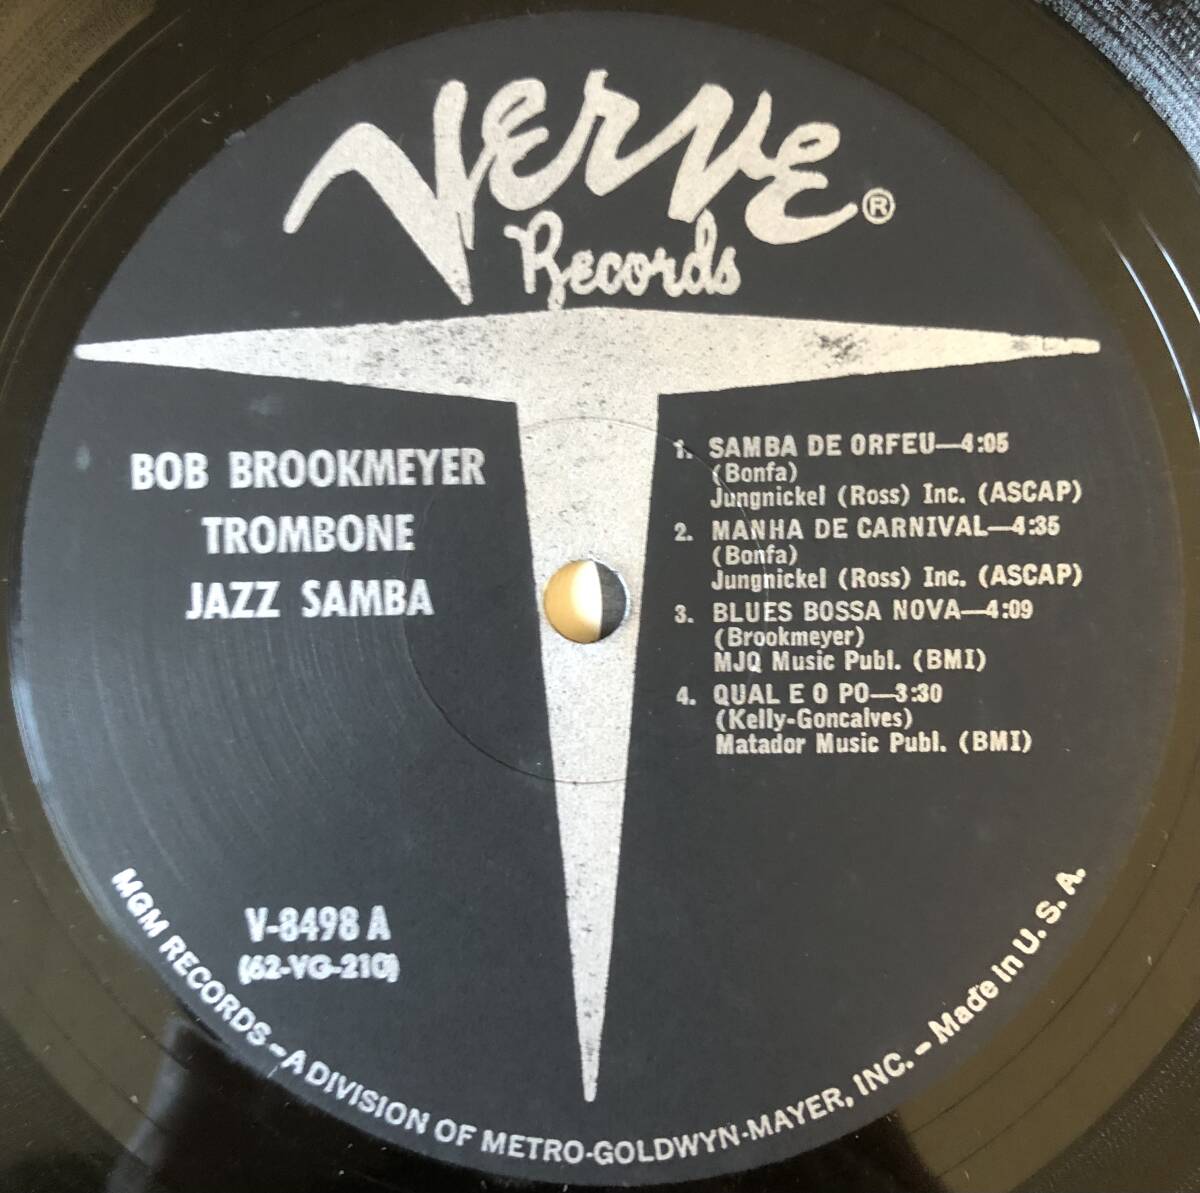 Verve ®
Records
BOB BROOKMEYER
TROMBONE
JAZZ SAMBA
1. SAMBA DE ORFEU—4:05
(Bonfa)
Jungnickel (Ross) Inc. (ASCAP)
2. MANHA DE CARNIVAL—4:35
(Bonfa)
Jungnickel (Ross) Inc. (ASCAP)
3. BLUES BOSSA NOVA—4:09
(Brookmeyer)
MJQ Music Publ. (BMI)
4. QUAL E O PO—3:30
(Kelly-Goncalves)
Matador Music Publ. (BMI)
V-8498 A
(62-VG-210)
MGM RECORDS – A DIVISION OF METRO-GOLDWYN-MAYER, INC. – Made in U. S. A.